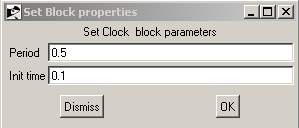 Set Block properties
Set Clock block parameters
Period 0.5
Init time 0.1
Dismiss OK